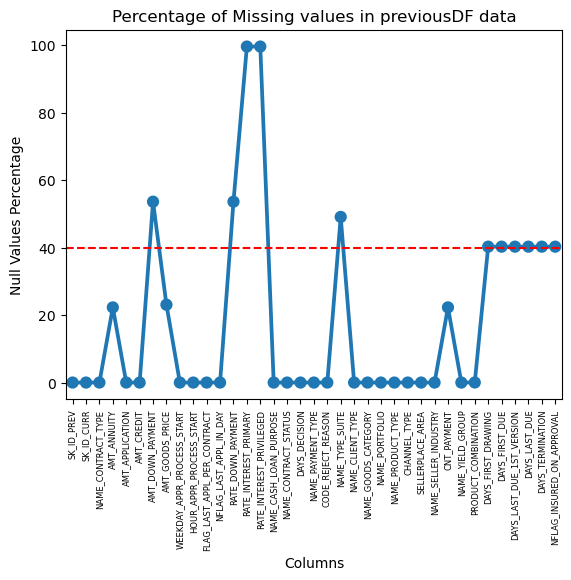 Percentage of Missing values in previousDF data
Null Values Percentage
100
80
60
40
20
0
SK_ID_PREV
SK_ID_CURR
NAME_CONTRACT_TYPE
AMT_ANNUITY
AMT_APPLICATION
AMT_CREDIT
AMT_DOWN_PAYMENT
AMT_GOODS_PRICE
WEEKDAY_APPR_PROCESS_START
HOUR_APPR_PROCESS_START
FLAG_LAST_APPL_PER_CONTRACT
NFLAG_LAST_APPL_IN_DAY
RATE_DOWN_PAYMENT
RATE_INTEREST_PRIMARY
RATE_INTEREST_PRIVILEGED
NAME_CASH_LOAN_PURPOSE
NAME_CONTRACT_STATUS
DAYS_DECISION
NAME_PAYMENT_TYPE
CODE_REJECT_REASON
NAME_TYPE_SUITE
NAME_CLIENT_TYPE
NAME_GOODS_CATEGORY
NAME_PORTFOLIO
NAME_PRODUCT_TYPE
CHANNEL_TYPE
SELLERPLACE_AREA
NAME_SELLER_INDUSTRY
CNT_PAYMENT
NAME_YIELD_GROUP
PRODUCT_COMBINATION
DAYS_FIRST_DRAWING
DAYS_FIRST_DUE
DAYS_LAST_DUE_1ST_VERSION
DAYS_LAST_DUE
DAYS_TERMINATION
NFLAG_INSURED_ON_APPROVAL
Columns